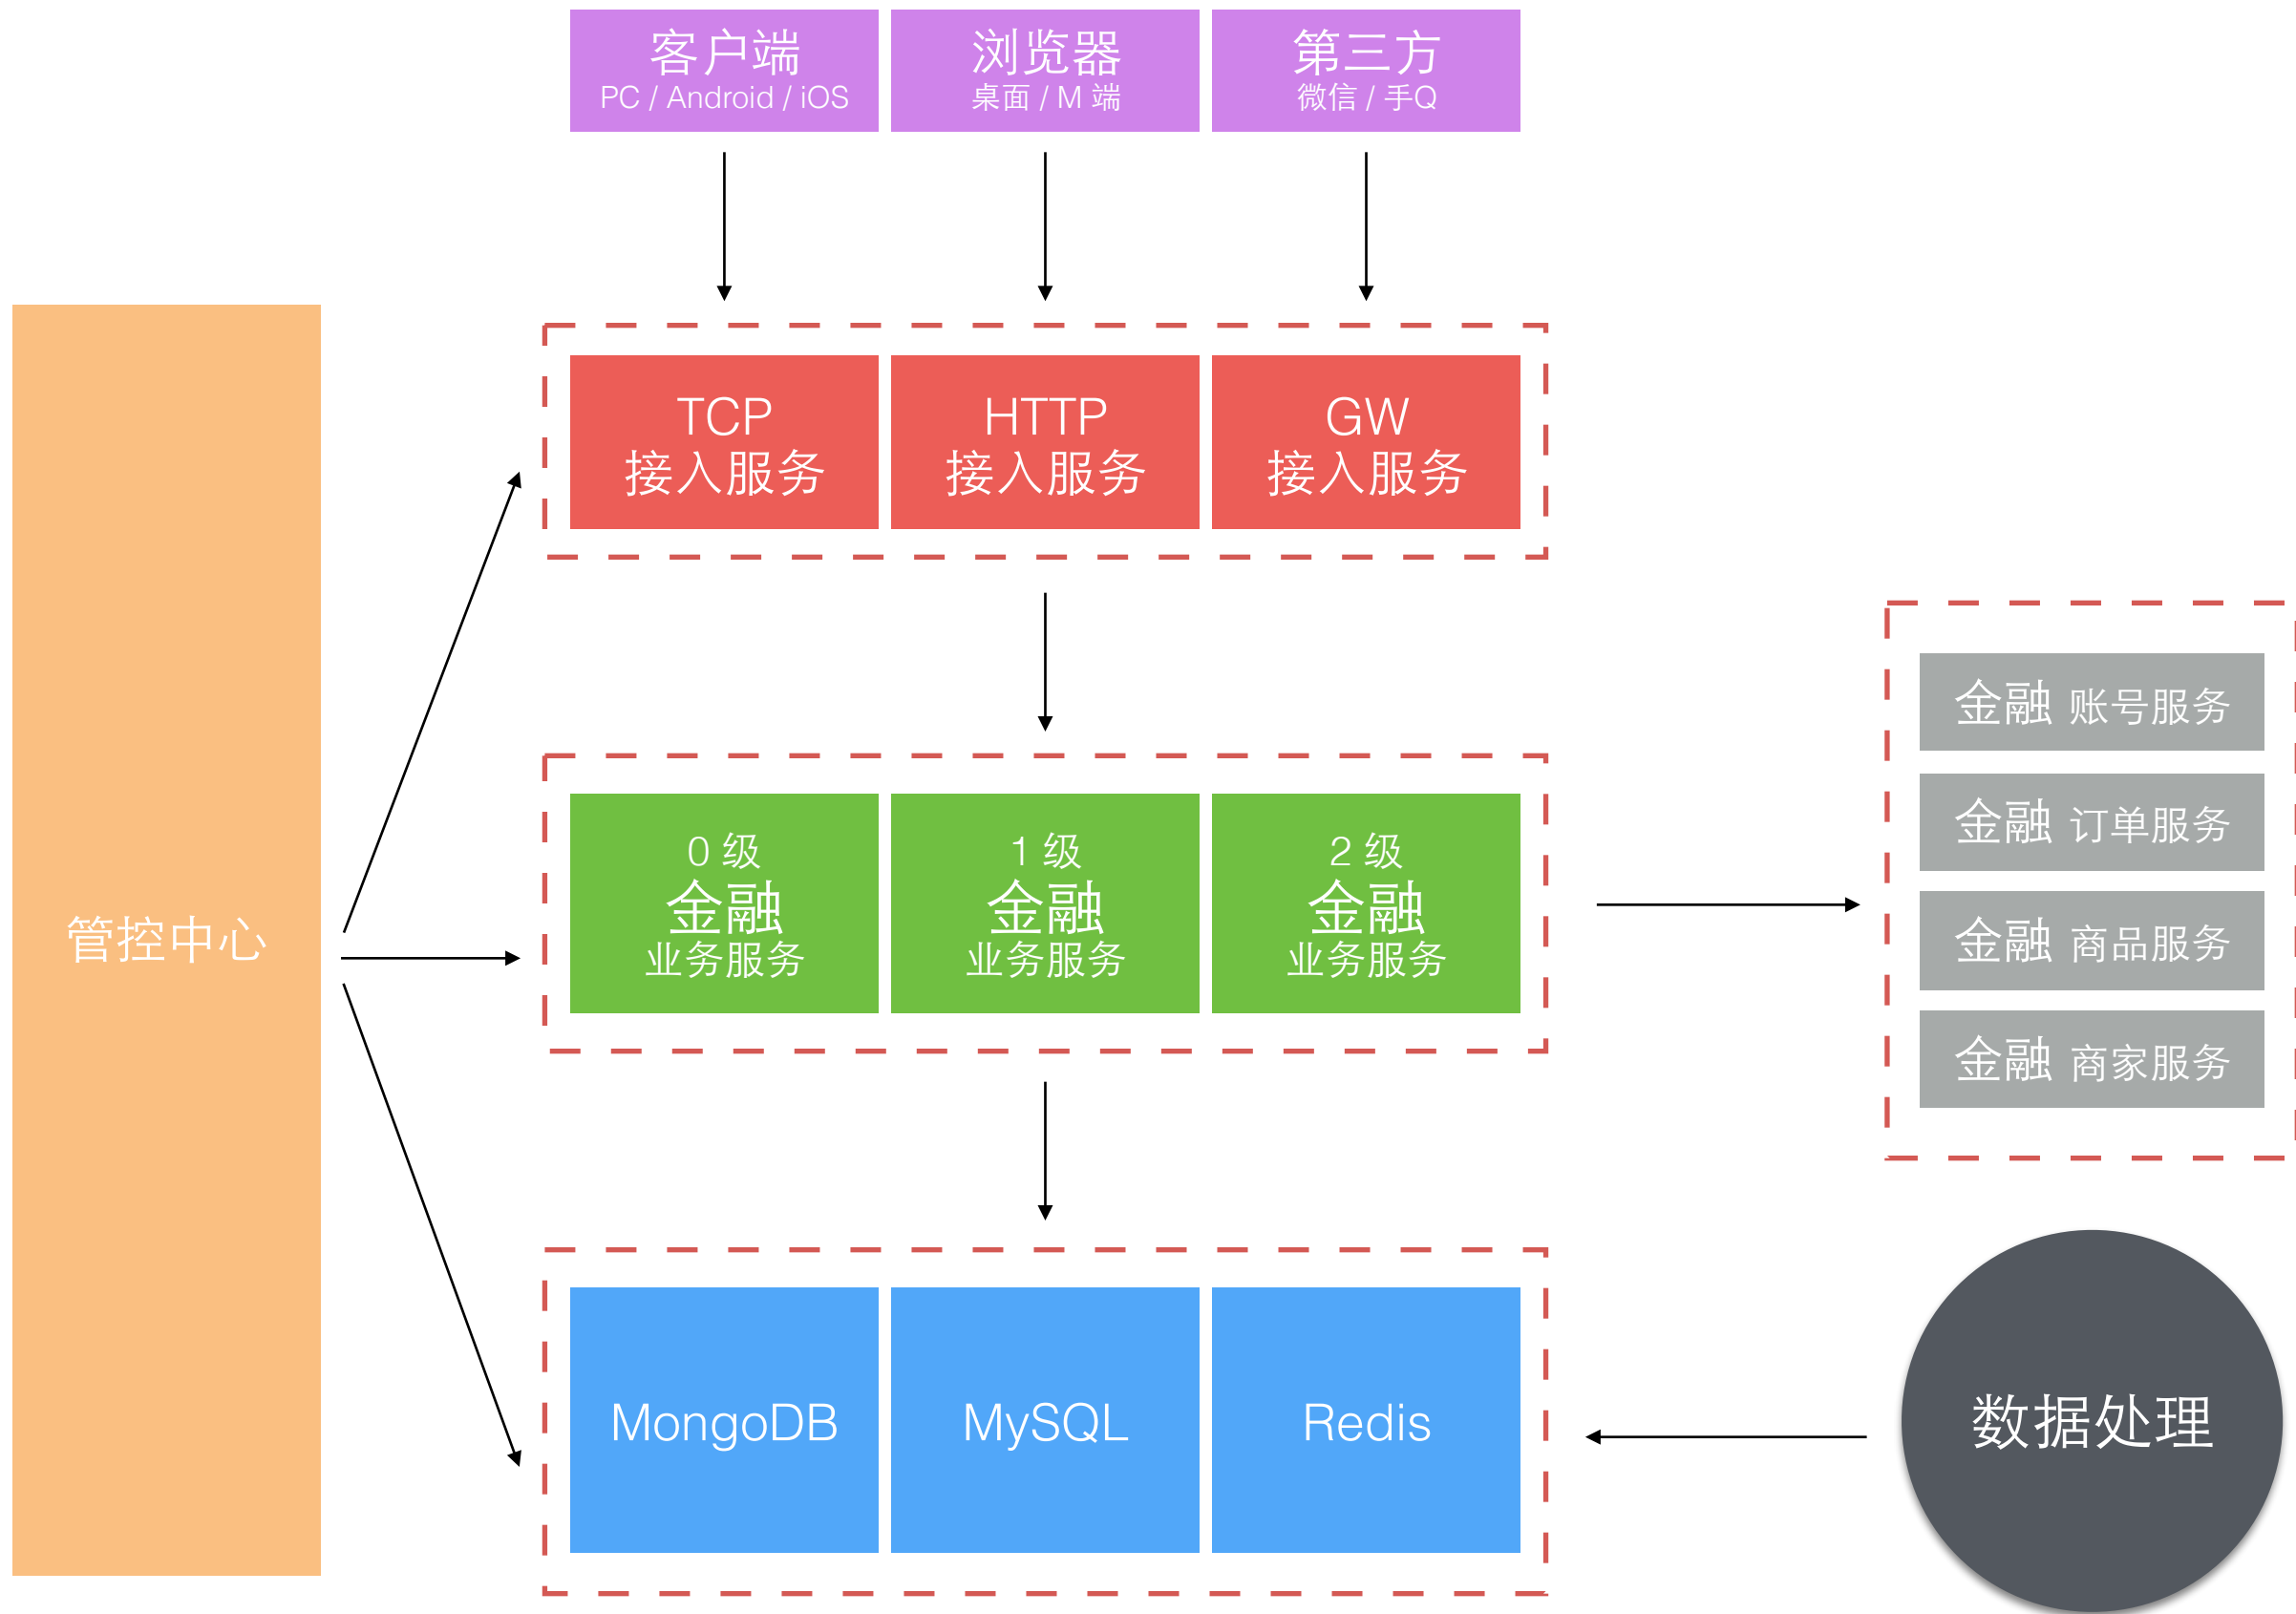 客户端
PC / Android / iOS
浏览器
桌面 / M 端
第三方
微信 / 手Q
TCP
接入服务
HTTP
接入服务
GW
接入服务
管控中心
0 级
金融
业务服务
1 级
金融
业务服务
2 级
金融
业务服务
金融 账号服务
金融 订单服务
金融 商品服务
金融 商家服务
MongoDB
MySQL
Redis
数据处理